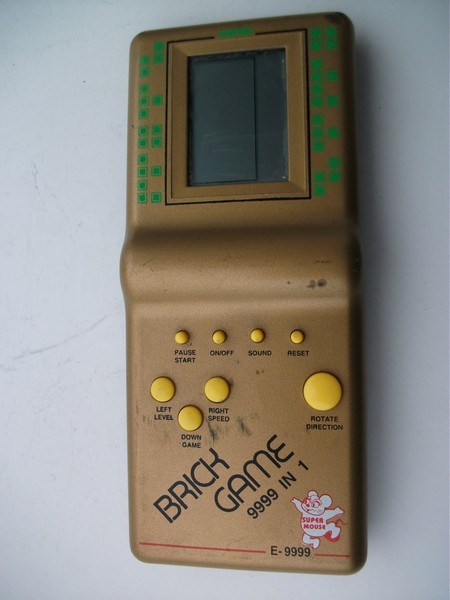 PAUSE
START
ON/OFF
SOUND
RESET
LEFT
LEVEL
RIGHT
SPEED
DOWN
GAME
ROTATE
DIRECTION
BRICK
GAME
9999 IN 1
SUPER
MOUSE
E-9999